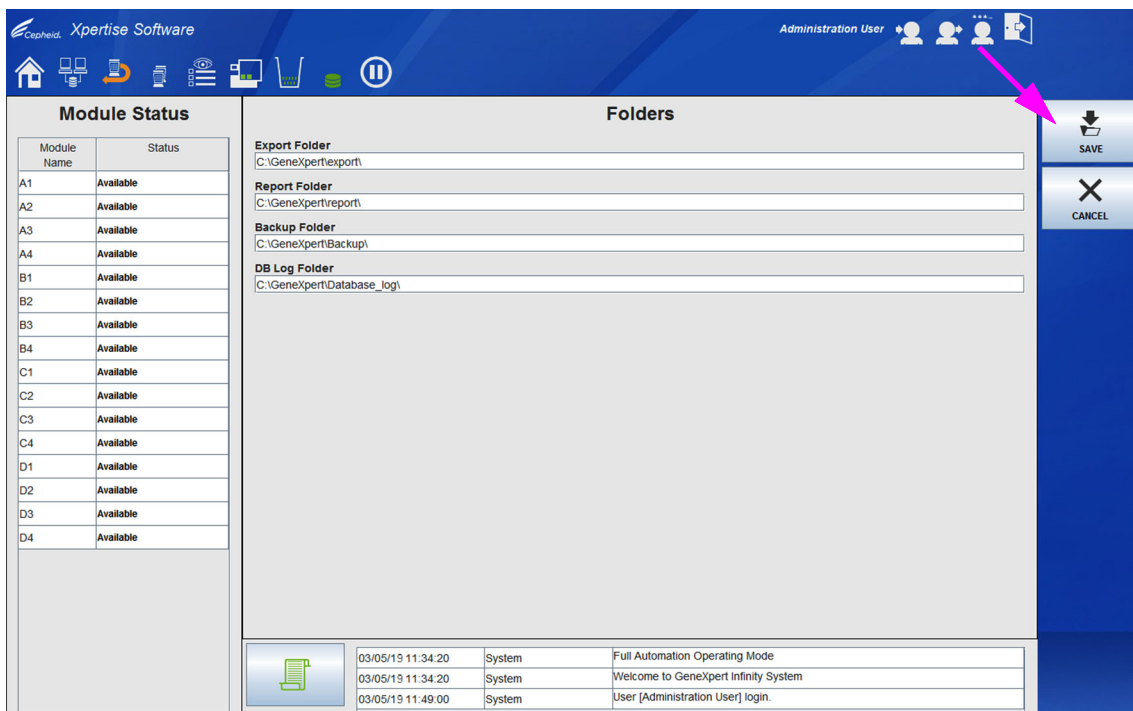 Cepheid. Xpertise Software
Administration User
Module Status
Module Name Status
A1 Available
A2 Available
A3 Available
A4 Available
B1 Available
B2 Available
B3 Available
B4 Available
C1 Available
C2 Available
C3 Available
C4 Available
D1 Available
D2 Available
D3 Available
D4 Available
Folders
Export Folder
C:\GeneXpert\export\
Report Folder
C:\GeneXpert\report\
Backup Folder
C:\GeneXpert\Backup\
DB Log Folder
C:\GeneXpert\Database_log\
SAVE
CANCEL
03/05/19 11:34:20 System Full Automation Operating Mode
03/05/19 11:34:20 System Welcome to GeneXpert Infinity System
03/05/19 11:49:00 System User [Administration User] login.